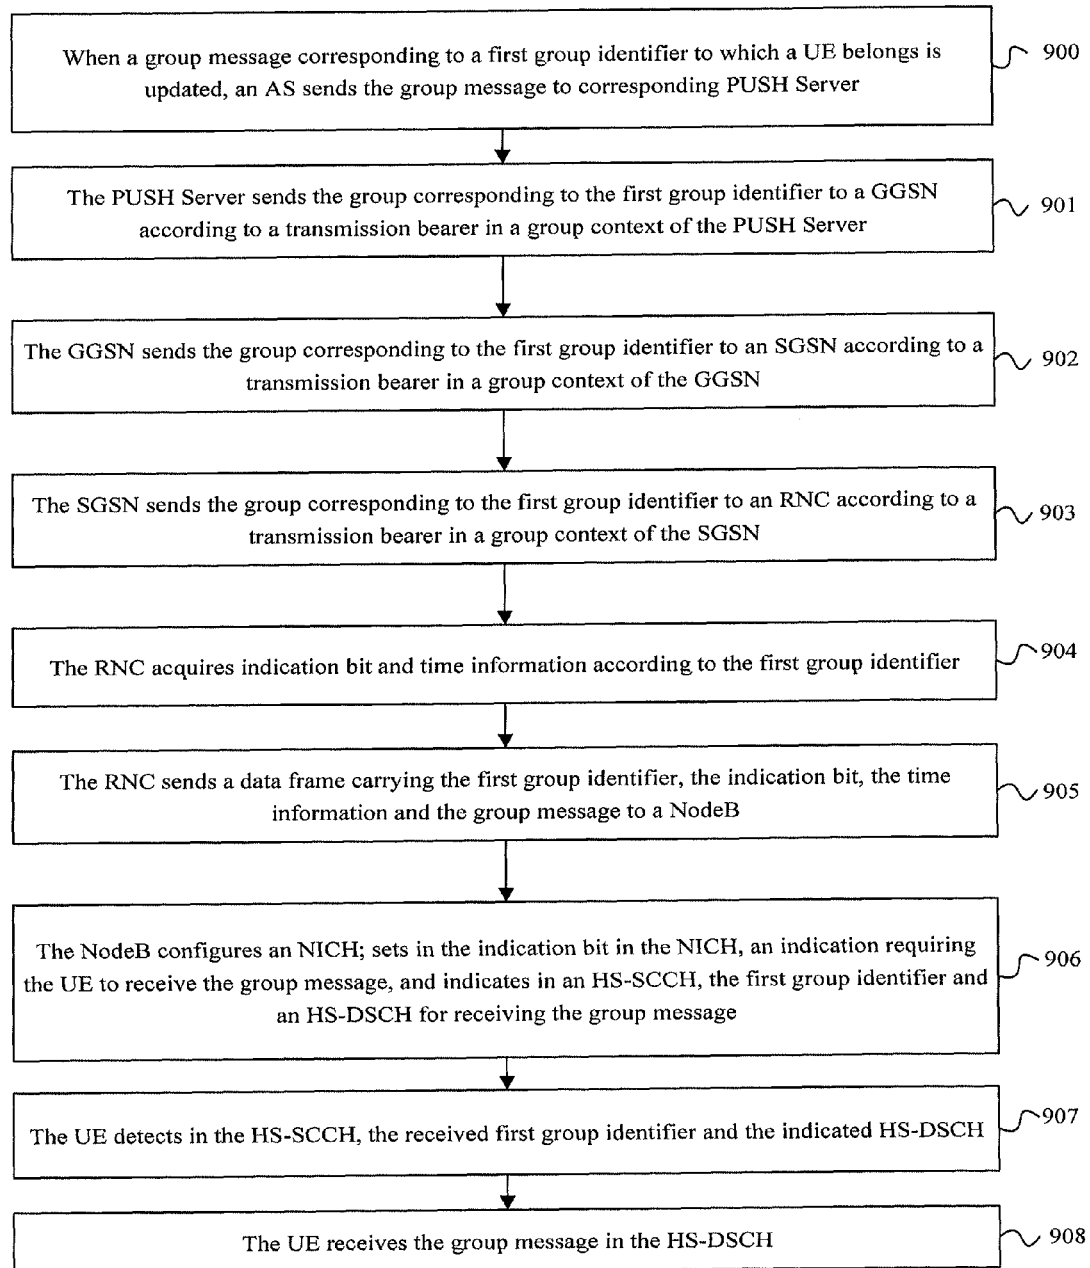 When a group message corresponding to a first group identifier to which a UE belongs is
updated, an AS sends the group message to corresponding PUSH Server
900
The PUSH Server sends the group corresponding to the first group identifier to a GGSN
according to a transmission bearer in a group context of the PUSH Server
901
The GGSN sends the group corresponding to the first group identifier to an SGSN according to a
transmission bearer in a group context of the GGSN
902
The SGSN sends the group corresponding to the first group identifier to an RNC according to a
transmission bearer in a group context of the SGSN
903
The RNC acquires indication bit and time information according to the first group identifier
904
The RNC sends a data frame carrying the first group identifier, the indication bit, the time
information and the group message to a NodeB
905
The NodeB configures an NICH; sets in the indication bit in the NICH, an indication requiring
the UE to receive the group message, and indicates in an HS-SCCH, the first group identifier and
an HS-DSCH for receiving the group message
906
The UE detects in the HS-SCCH, the received first group identifier and the indicated HS-DSCH
907
The UE receives the group message in the HS-DSCH
908